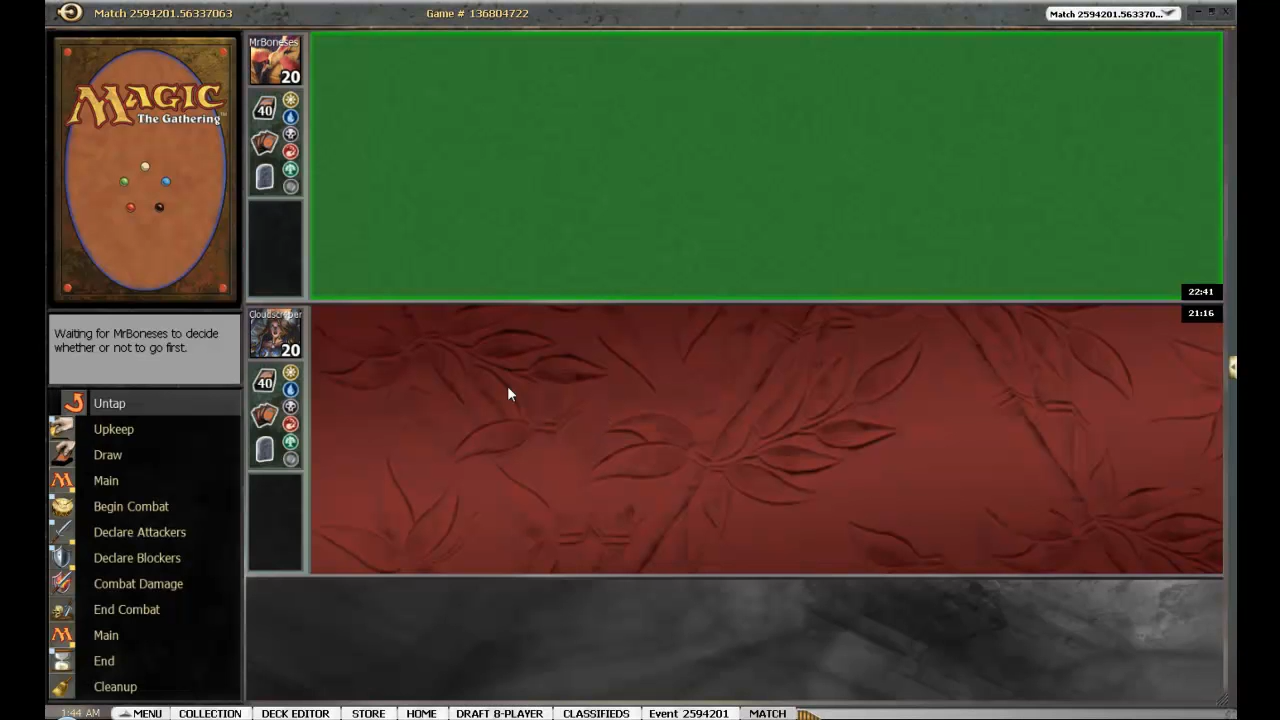 Match 2594201.56337063
Game # 136804722
Match 2594201.563370...
MAGIC
The Gathering
MrBoneses
20
40
22:41
Waiting for MrBoneses to decide
whether or not to go first.
Cloudscraper
20
40
21:16
Untap
Upkeep
Draw
Main
Begin Combat
Declare Attackers
Declare Blockers
Combat Damage
End Combat
Main
End
Cleanup
1:44 AM
MENU
COLLECTION
DECK EDITOR
STORE
HOME
DRAFT 8-PLAYER
CLASSIFIEDS
Event 2594201
MATCH